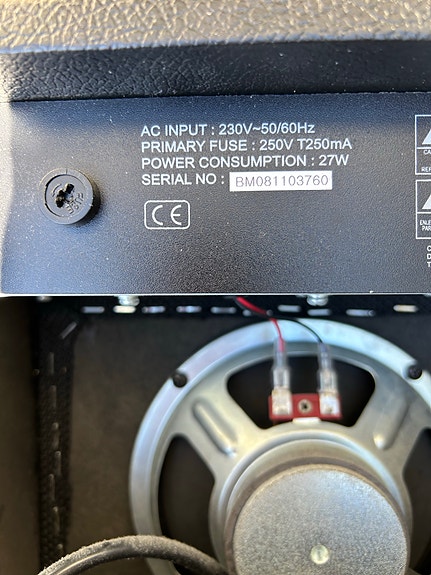 AC INPUT : 230V~50/60Hz
PRIMARY FUSE : 250V T250mA
POWER CONSUMPTION : 27W
SERIAL NO : BM081103760
CE